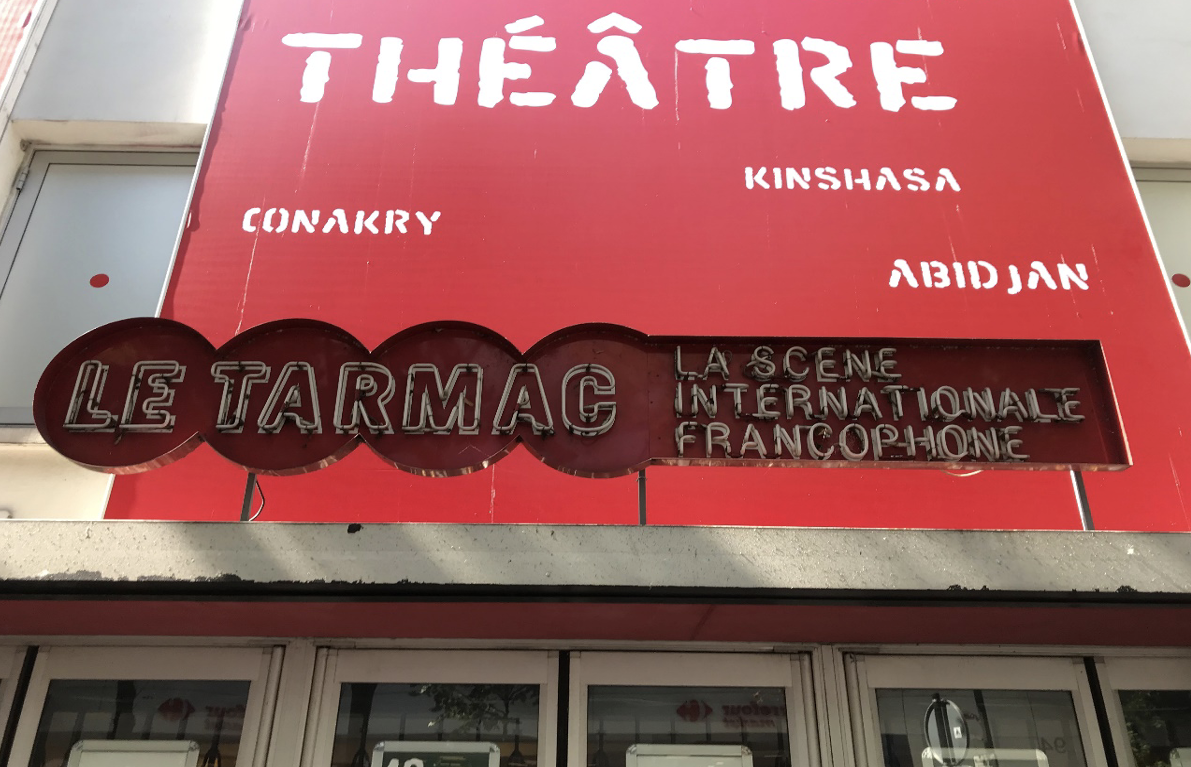 THÉÂTRE
KINSHASA
CONAKRY
ABIDJAN
LE TARMAC
LA SCENE
INTERNATIONALE
FRANCOPHONE